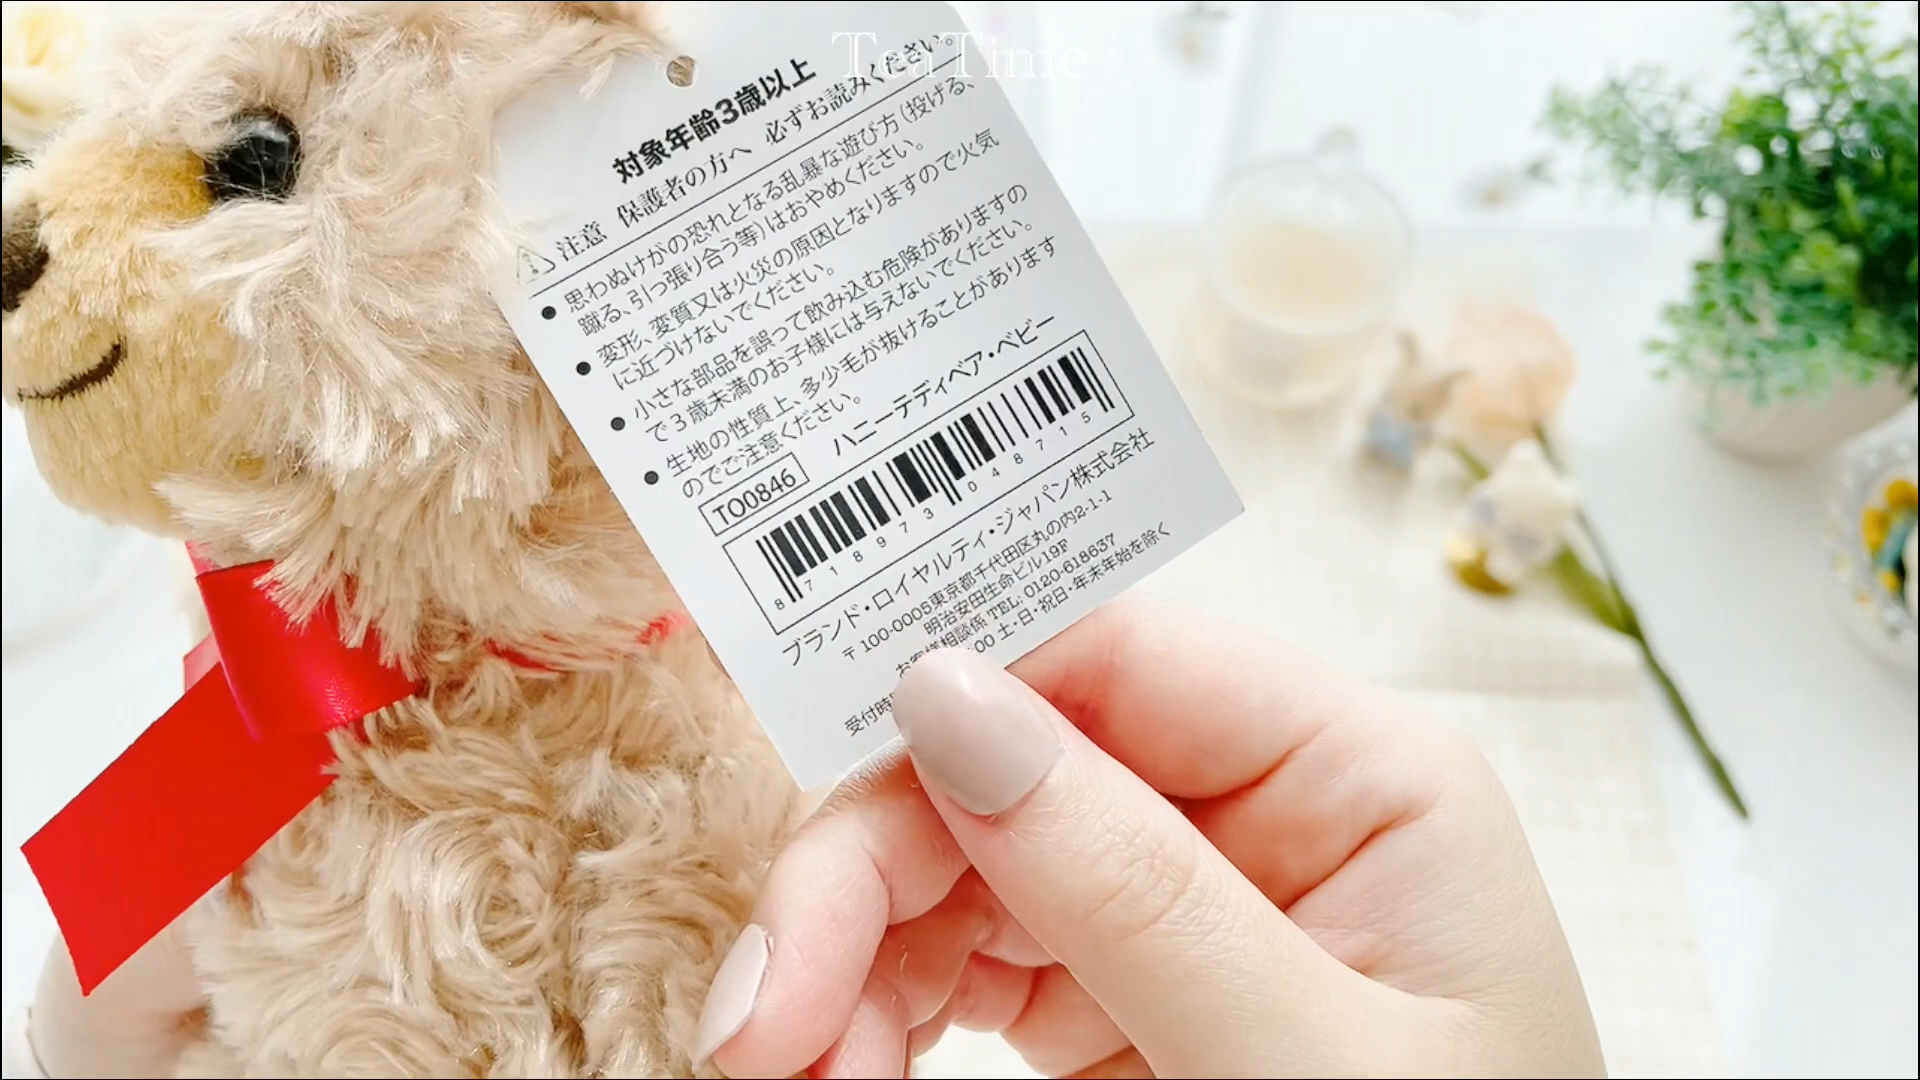 TeaTime
対象年齢3歳以上
注意 保護者の方へ 必ずお読みください。
● 思わぬけがの恐れとなる乱暴な遊び方(投げる、
蹴る、引っ張り合う等)はおやめください。
● 変形、変質又は火災の原因となりますので火気
に近づけないでください。
● 小さな部品を誤って飲み込む危険がありますの
で3歳未満のお子様には与えないでください。
● 生地の性質上、多少毛が抜けることがあります
のでご注意ください。
TO0846 ハニーテディベア・ベビー
8718973048715
ブランド・ロイヤルティ・ジャパン株式会社
〒100-0005東京都千代田区丸の内2-1-1
明治安田生命ビル19F
お客様相談係 TEL: 0120-618637
受付時 :00 土・日・祝日・年末年始を除く